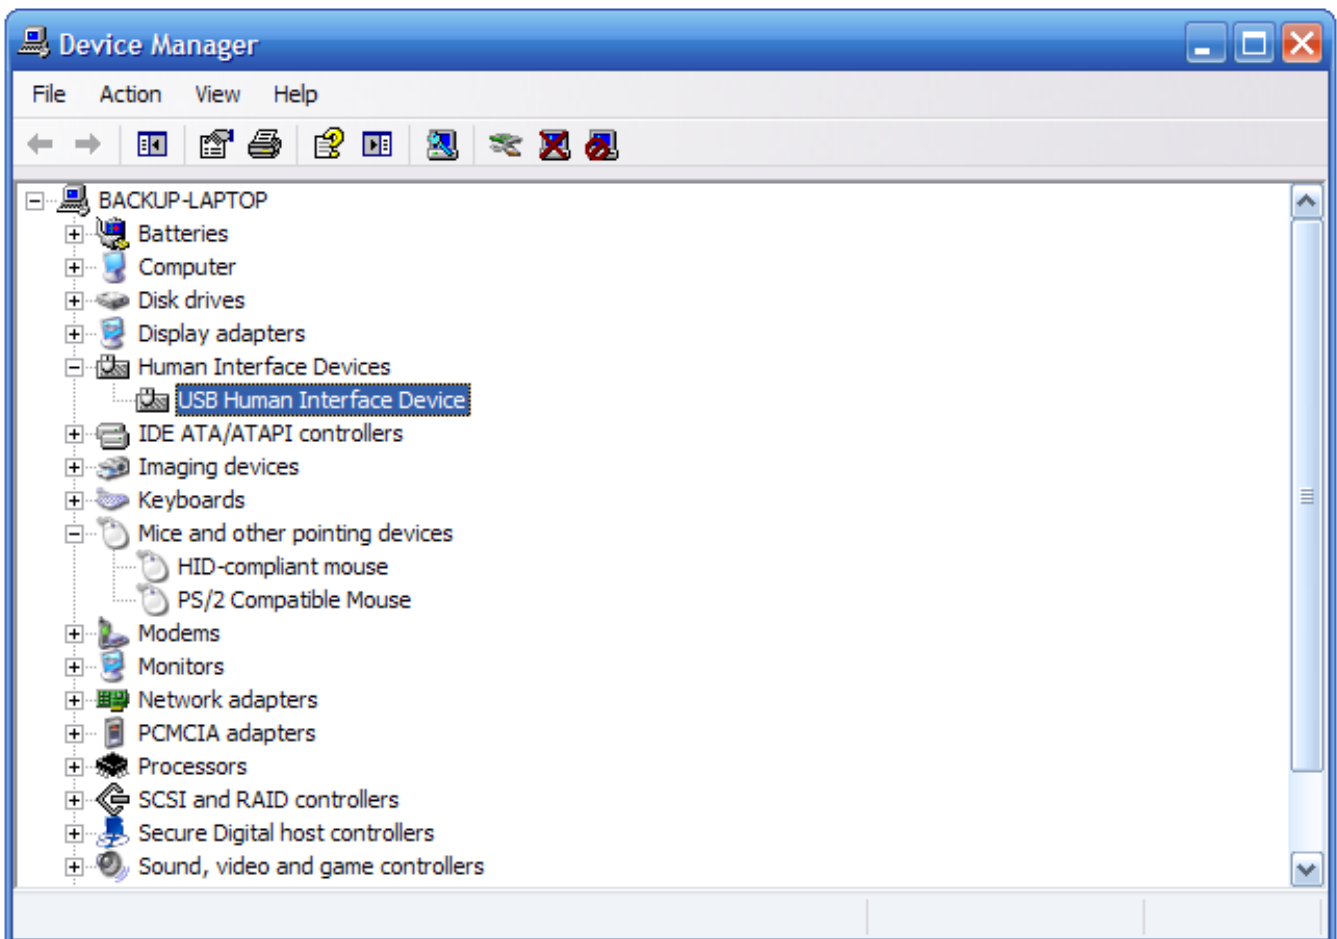 Device Manager
File Action View Help
BACKUP-LAPTOP
Batteries
Computer
Disk drives
Display adapters
Human Interface Devices
USB Human Interface Device
IDE ATA/ATAPI controllers
Imaging devices
Keyboards
Mice and other pointing devices
HID-compliant mouse
PS/2 Compatible Mouse
Modems
Monitors
Network adapters
PCMCIA adapters
Processors
SCSI and RAID controllers
Secure Digital host controllers
Sound, video and game controllers